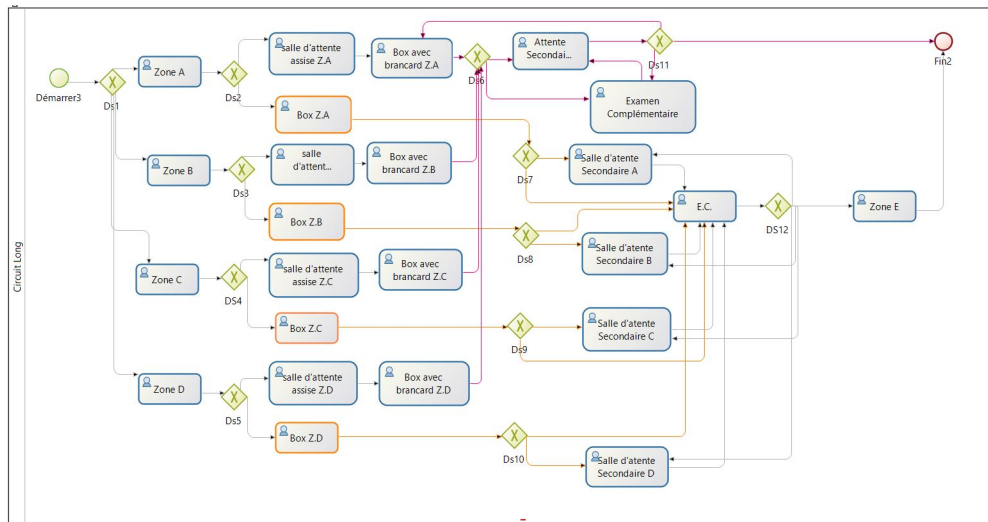 Circuit Long
Démarrer3
Ds1
Zone A
Ds2
salle d'attente
assise Z.A
Box avec
brancard Z.A
Ds6
Attente
Secondai...
Ds11
Fin2
Examen
Complémentaire
Box Z.A
Ds7
Salle d'atente
Secondaire A
Zone B
Ds3
salle
d'attent...
Box avec
brancard Z.B
E.C.
DS12
Zone E
Box Z.B
Ds8
Salle d'atente
Secondaire B
Zone C
DS4
salle d'attente
assise Z.C
Box avec
brancard Z.C
Box Z.C
Ds9
Salle d'atente
Secondaire C
Zone D
Ds5
salle d'attente
assise Z.D
Box avec
brancard Z.D
Box Z.D
Ds10
Salle d'atente
Secondaire D